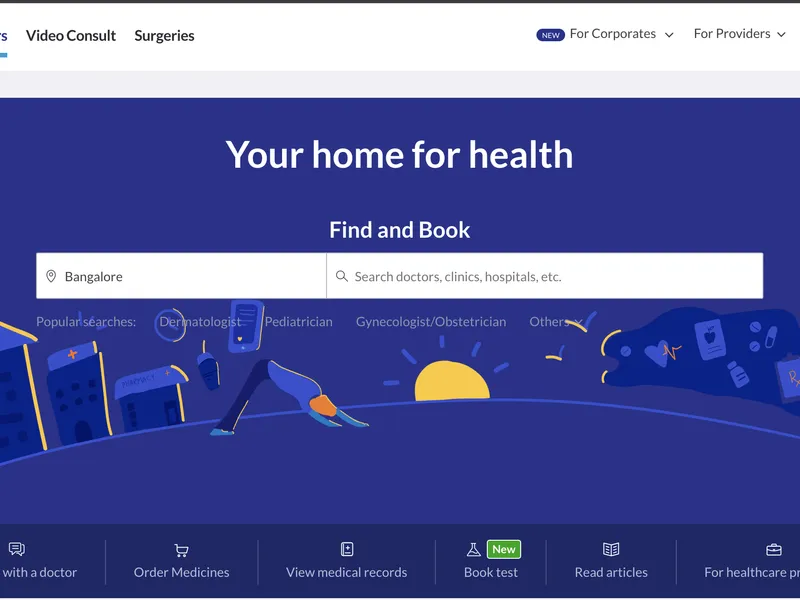 Video Consult Surgeries NEW For Corporates For Providers
Your home for health
Find and Book
Bangalore Search doctors, clinics, hospitals, etc.
Popular searches: Dermatologist Pediatrician Gynecologist/Obstetrician Others
with a doctor Order Medicines View medical records New Book test Read articles For healthcare